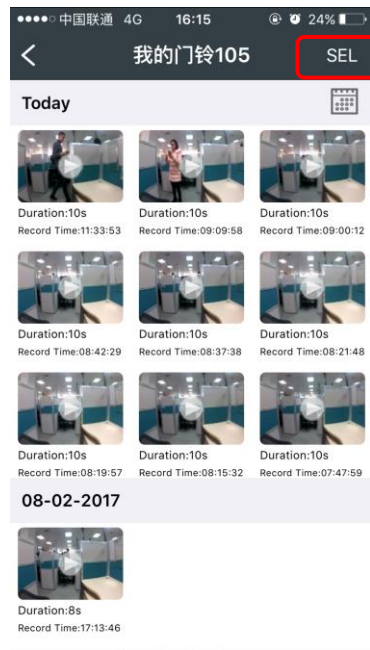 中国联通 4G 16:15 24%
我的门铃105 SEL
Today
Duration:10s Duration:10s Duration:10s
Record Time:11:33:53 Record Time:09:09:58 Record Time:09:00:12
Duration:10s Duration:10s Duration:10s
Record Time:08:42:29 Record Time:08:37:38 Record Time:08:21:48
Duration:10s Duration:10s Duration:10s
Record Time:08:19:57 Record Time:08:15:32 Record Time:07:47:59
08-02-2017
Duration:8s
Record Time:17:13:46